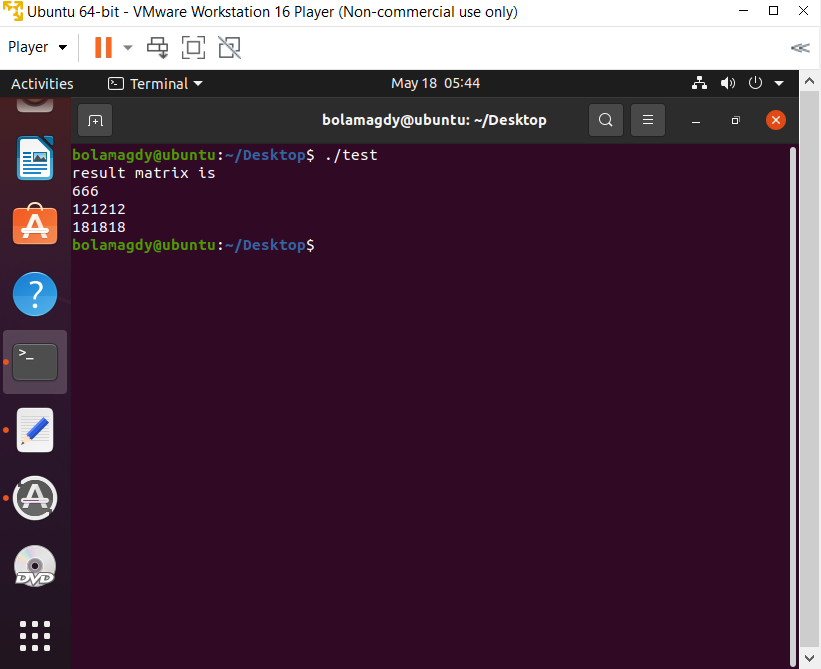 Ubuntu 64-bit - VMware Workstation 16 Player (Non-commercial use only)
Player
Activities
Terminal
May 18 05:44
bolamagdy@ubuntu: ~/Desktop
bolamagdy@ubuntu:~/Desktop$ ./test
result matrix is
666
121212
181818
bolamagdy@ubuntu:~/Desktop$
>_
DVD